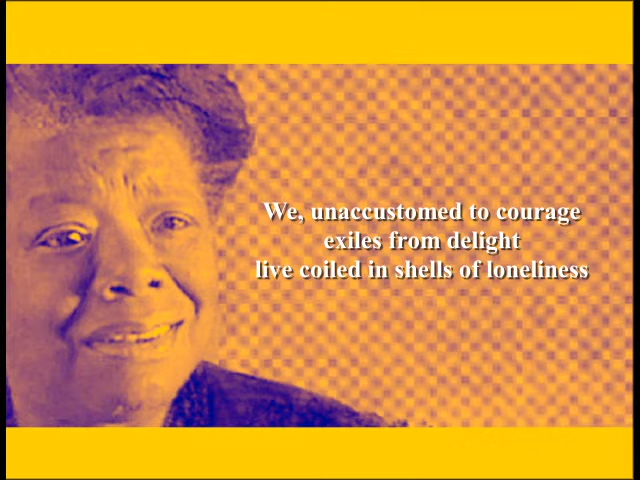 We, unaccustomed to courage
exiles from delight
live coiled in shells of loneliness